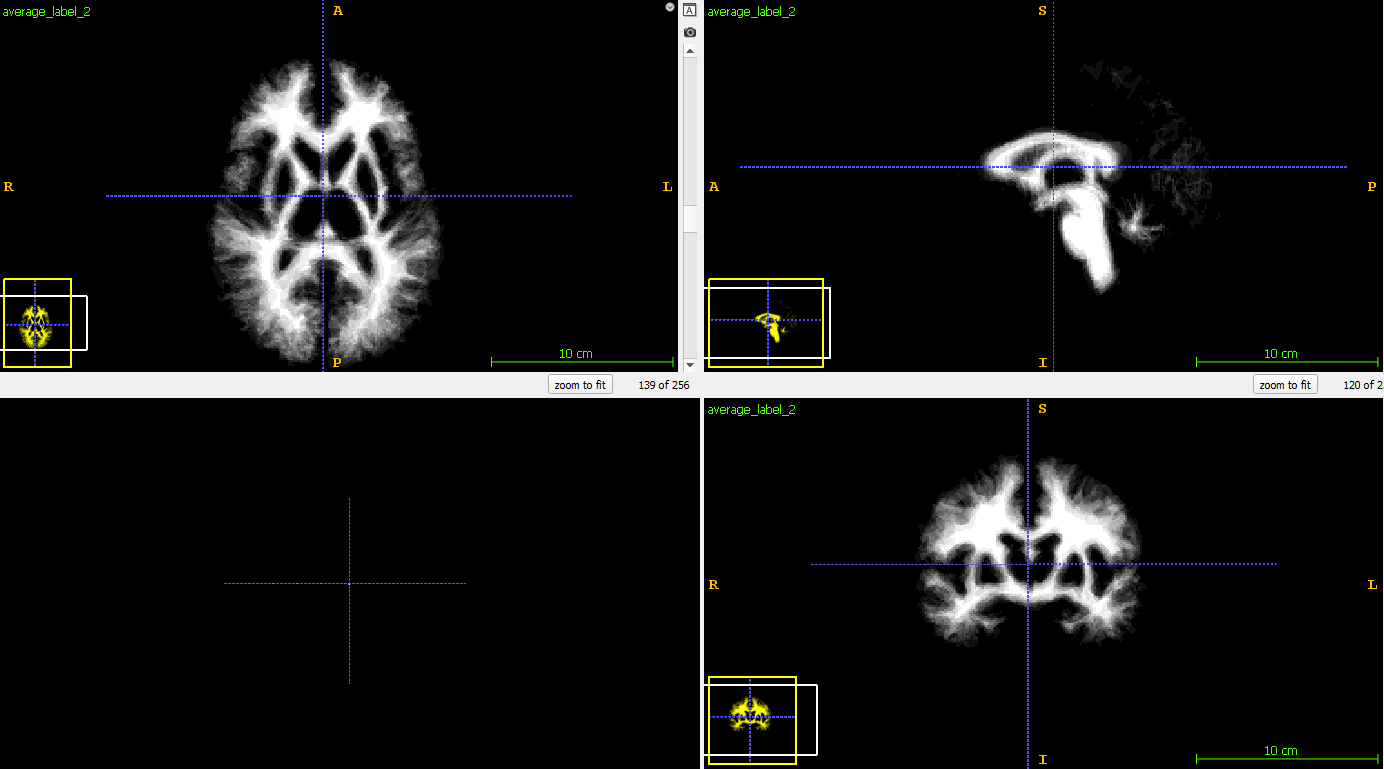 average_label_2
A
R
L
P
10 cm
zoom to fit
139 of 256
A
average_label_2
S
A
P
I
10 cm
zoom to fit
120 of 2
average_label_2
S
R
L
I
10 cm